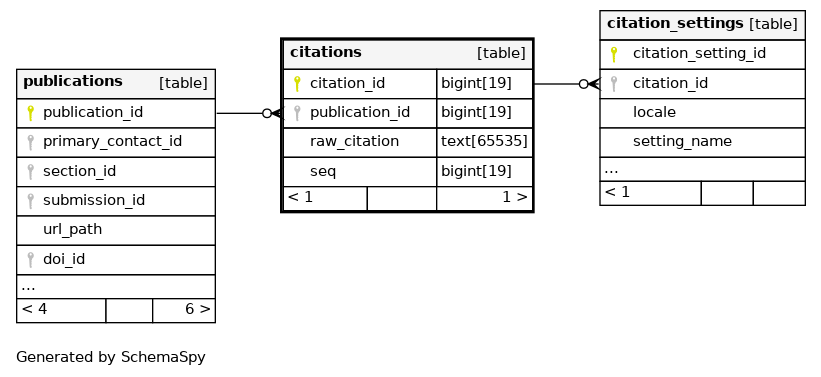 publications [table]
publication_id
primary_contact_id
section_id
submission_id
url_path
doi_id
...
< 4 6 >
citations [table]
citation_id bigint[19]
publication_id bigint[19]
raw_citation text[65535]
seq bigint[19]
< 1 1 >
citation_settings [table]
citation_setting_id
citation_id
locale
setting_name
...
< 1
Generated by SchemaSpy